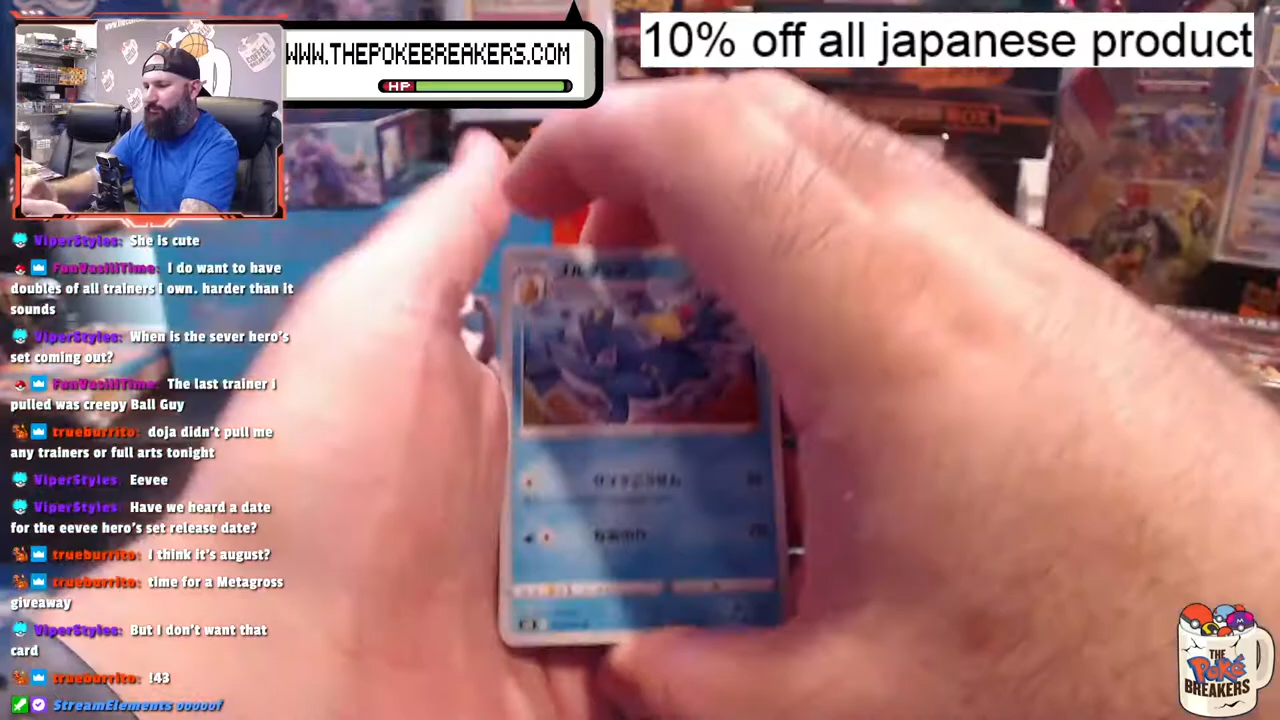 WWW.THEPOKEBREAKERS.COM
HP
10% off all japanese product
ViperStyles: She is cute
FunVasiliTime: I do want to have
doubles of all trainers I own. harder than it
sounds
ViperStyles: When is the sever hero's
set coming out?
FunVasiliTime: The last trainer I
pulled was creepy Ball Guy
trueburrito: doja didn't pull me
any trainers or full arts tonight
ViperStyles: Eevee
ViperStyles: Have we heard a date
for the eevee hero's set release date?
trueburrito: I think it's august?
trueburrito: time for a Metagross
giveaway
ViperStyles: But I don't want that
card
trueburrito: !43
StreamElements ooooof
THE
Poké
BREAKERS